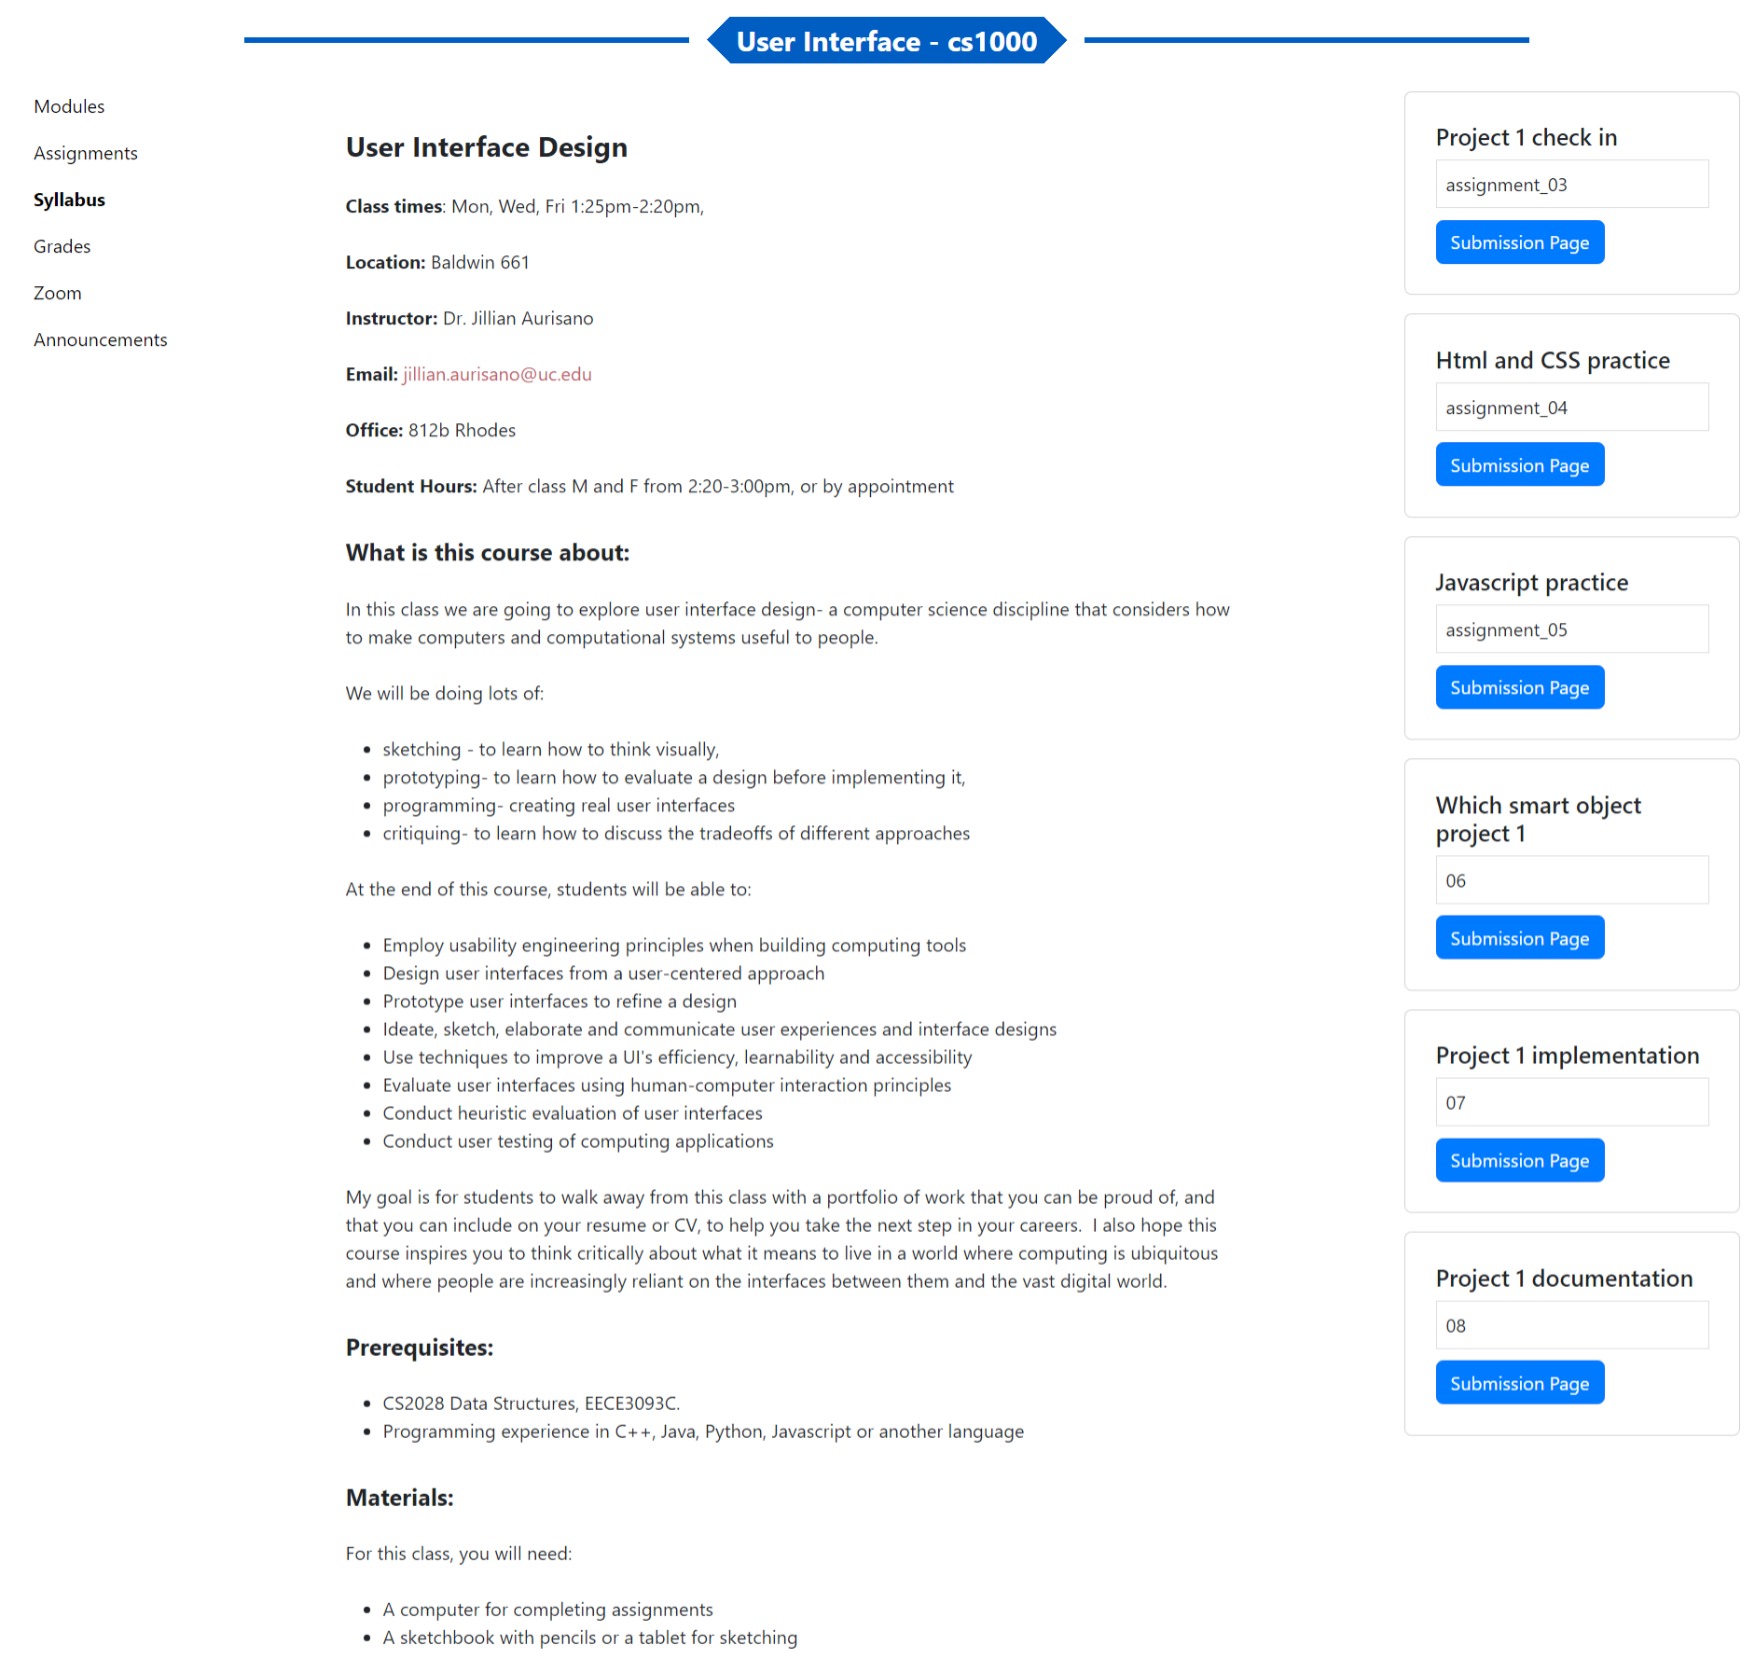 User Interface - cs1000
Modules
Assignments
Syllabus
Grades
Zoom
Announcements
User Interface Design
Class times: Mon, Wed, Fri 1:25pm-2:20pm,
Location: Baldwin 661
Instructor: Dr. Jillian Aurisano
Email: jillian.aurisano@uc.edu
Office: 812b Rhodes
Student Hours: After class M and F from 2:20-3:00pm, or by appointment
What is this course about:
In this class we are going to explore user interface design- a computer science discipline that considers how
to make computers and computational systems useful to people.
We will be doing lots of:
• sketching - to learn how to think visually,
• prototyping- to learn how to evaluate a design before implementing it,
• programming- creating real user interfaces
• critiquing- to learn how to discuss the tradeoffs of different approaches
At the end of this course, students will be able to:
• Employ usability engineering principles when building computing tools
• Design user interfaces from a user-centered approach
• Prototype user interfaces to refine a design
• Ideate, sketch, elaborate and communicate user experiences and interface designs
• Use techniques to improve a UI's efficiency, learnability and accessibility
• Evaluate user interfaces using human-computer interaction principles
• Conduct heuristic evaluation of user interfaces
• Conduct user testing of computing applications
My goal is for students to walk away from this class with a portfolio of work that you can be proud of, and
that you can include on your resume or CV, to help you take the next step in your careers.  I also hope this
course inspires you to think critically about what it means to live in a world where computing is ubiquitous
and where people are increasingly reliant on the interfaces between them and the vast digital world.
Prerequisites:
• CS2028 Data Structures, EECE3093C.
• Programming experience in C++, Java, Python, Javascript or another language
Materials:
For this class, you will need:
• A computer for completing assignments
• A sketchbook with pencils or a tablet for sketching
Project 1 check in
assignment_03
Submission Page
Html and CSS practice
assignment_04
Submission Page
Javascript practice
assignment_05
Submission Page
Which smart object
project 1
06
Submission Page
Project 1 implementation
07
Submission Page
Project 1 documentation
08
Submission Page